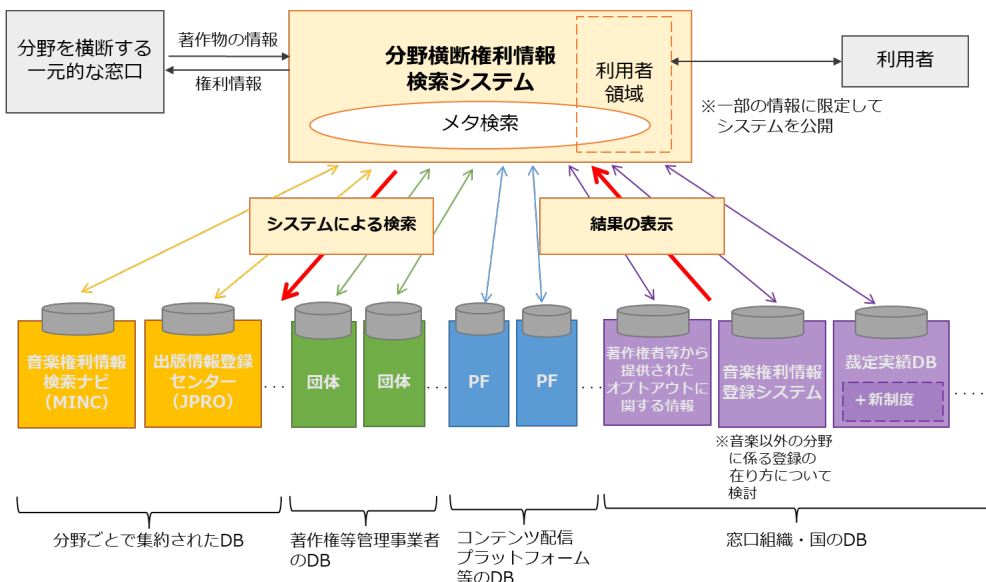 分野を横断する
一元的な窓口
著作物の情報
権利情報
分野横断権利情報
検索システム
利用者
領域
メタ検索
利用者
※一部の情報に限定して
システムを公開
システムによる検索
結果の表示
音楽権利情報
検索ナビ
（MINC）
出版情報登録
センター
（JPRO）
････
団体
団体
･･･
PF
PF
････
著作権者等から
提供された
オプトアウトに
関する情報
音楽権利情報
登録システム
裁定実績DB
＋新制度
････
※音楽以外の分野
に係る登録の
在り方について
検討
分野ごとで集約されたDB
著作権等管理事業者
のDB
コンテンツ配信
プラットフォーム
等のDB
窓口組織・国のDB